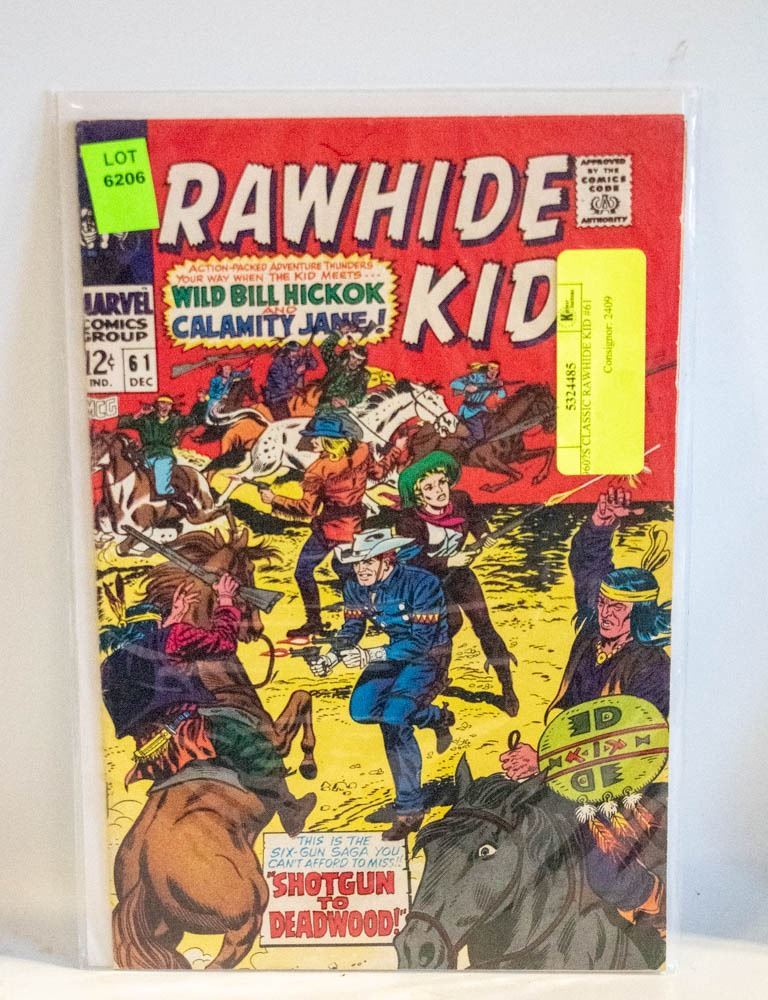 LOT
6206
RAWHIDE
KID
APPROVED
BY THE
COMICS
CODE
CA
AUTHORITY
ACTION-PACKED ADVENTURE THUNDERS
YOUR WAY WHEN THE KID MEETS...
WILD BILL HICKOK
AND
CALAMITY JANE!
MARVEL
COMICS
GROUP
12¢
IND.
61
DEC
MCG
5324485
960?S CLASSIC RAWHIDE KID #61
Consignor: 2409
THIS IS THE
SIX-GUN SAGA YOU
CAN'T AFFORD TO MISS!!
"SHOTGUN
TO
DEADWOOD!"